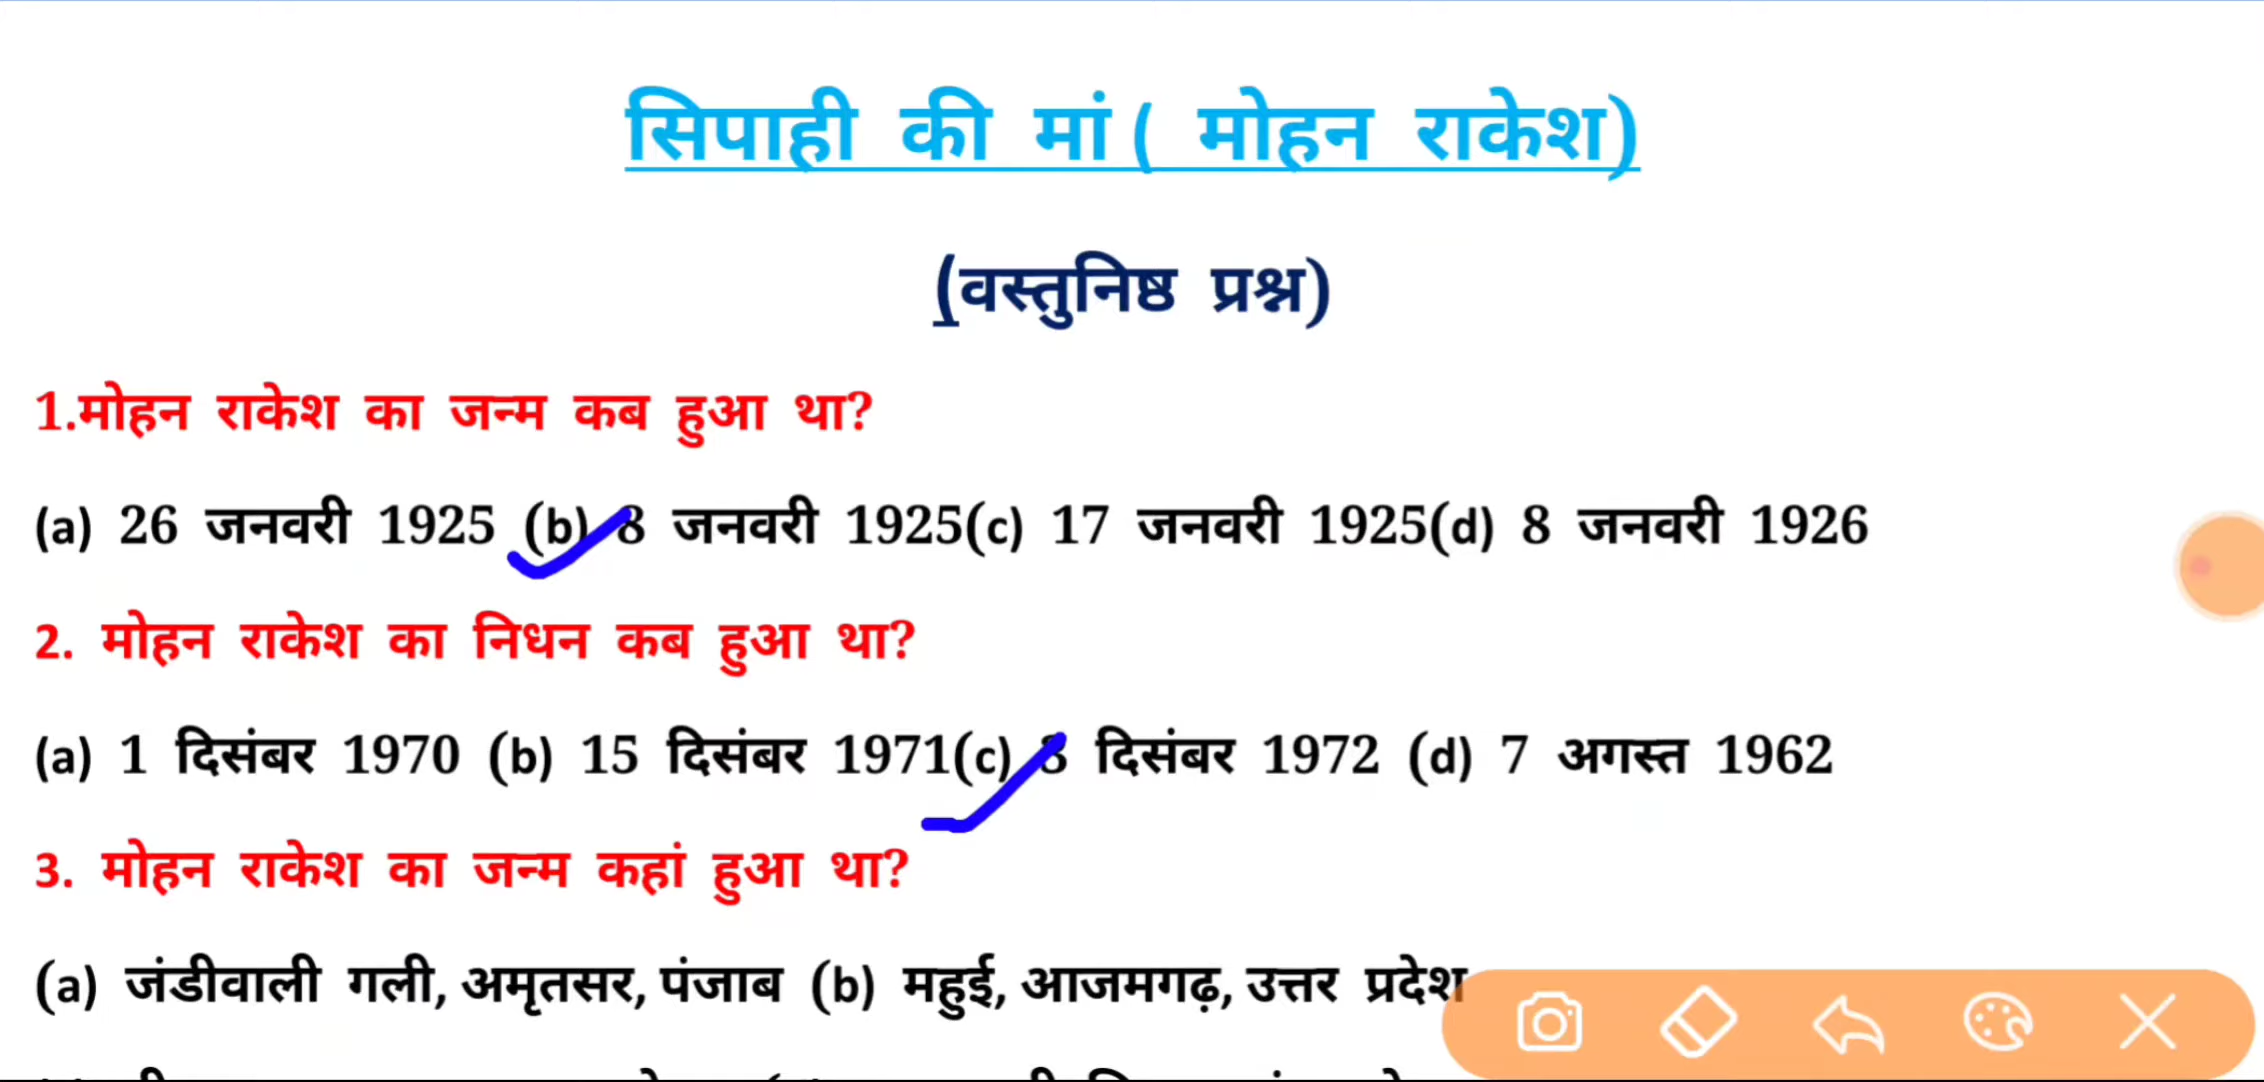 सिपाही की मां ( मोहन राकेश)
(वस्तुनिष्ठ प्रश्न)
1.मोहन राकेश का जन्म कब हुआ था?
(a) 26 जनवरी 1925 (b) 8 जनवरी 1925(c) 17 जनवरी 1925(d) 8 जनवरी 1926
2. मोहन राकेश का निधन कब हुआ था?
(a) 1 दिसंबर 1970 (b) 15 दिसंबर 1971(c) 3 दिसंबर 1972 (d) 7 अगस्त 1962
3. मोहन राकेश का जन्म कहां हुआ था?
(a) जंडीवाली गली, अमृतसर, पंजाब (b) महुई, आजमगढ़, उत्तर प्रदेश